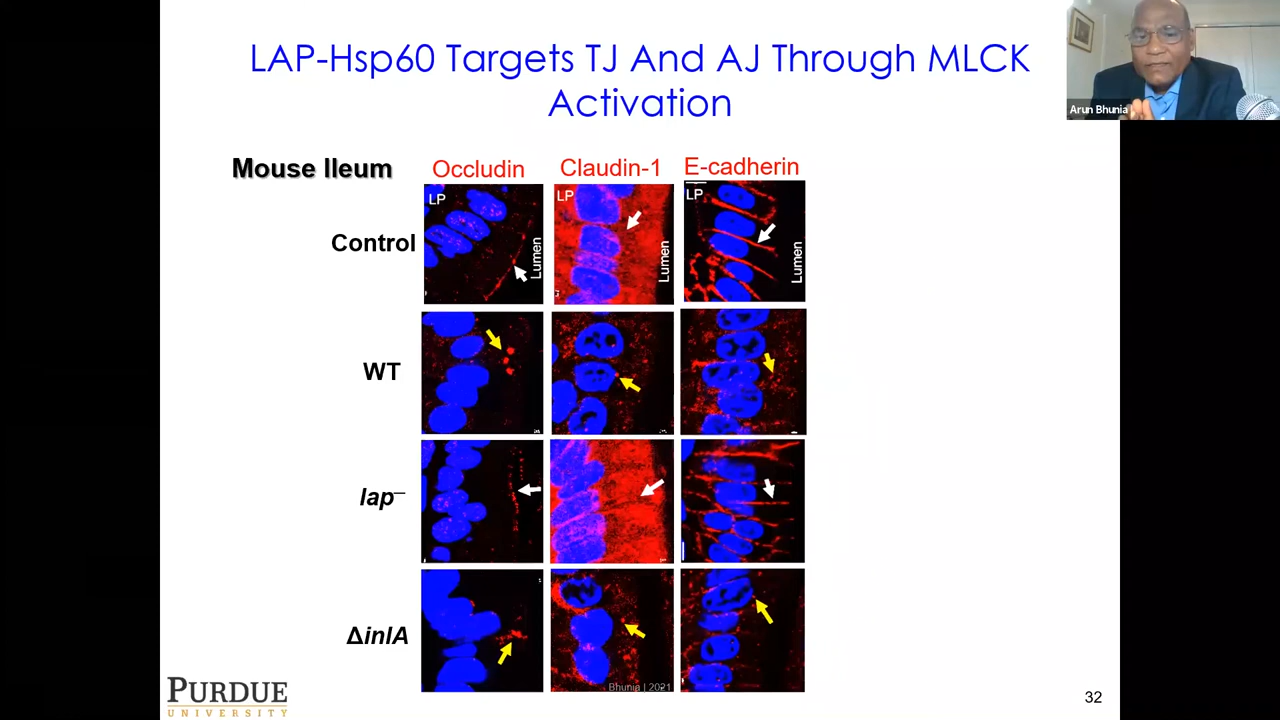 LAP-Hsp60 Targets TJ And AJ Through MLCK
Activation
Arun Bhunia
Mouse Ileum
Occludin
Claudin-1
E-cadherin
Control
LP
Lumen
LP
Lumen
LP
Lumen
WT
lap–
ΔinlA
Bhunia | 2021
PURDUE
UNIVERSITY
32